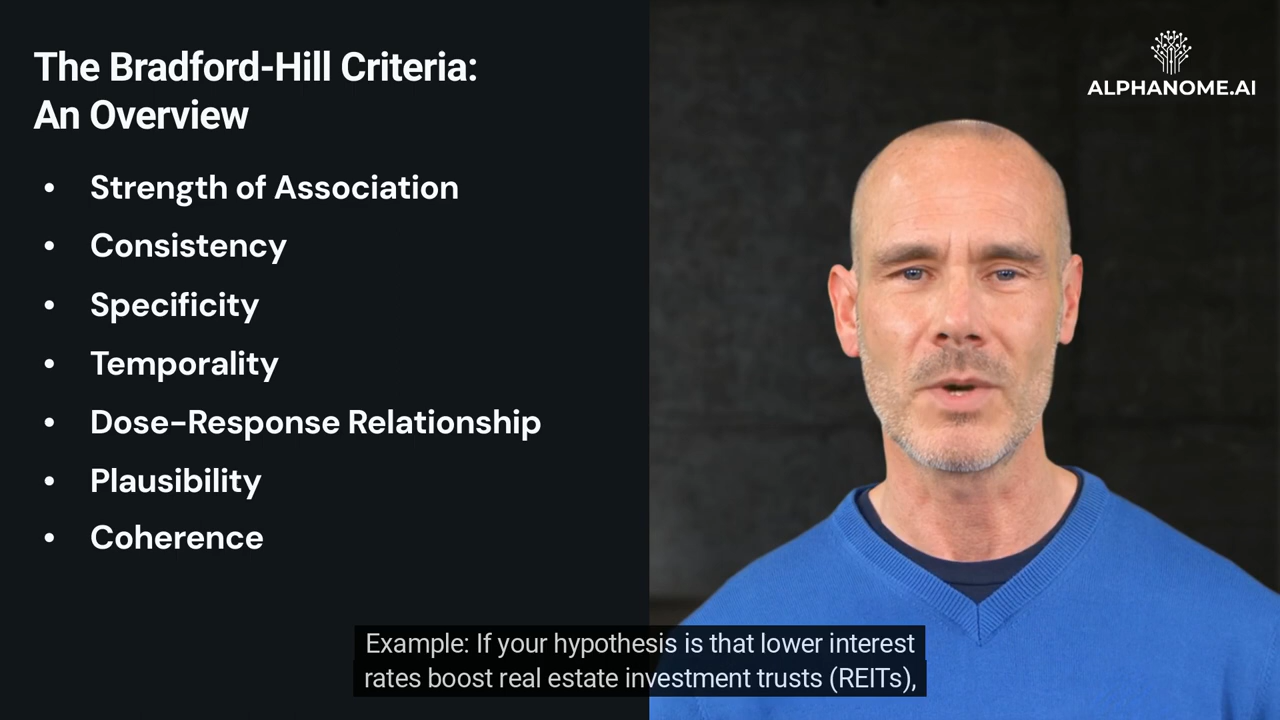 The Bradford-Hill Criteria:
An Overview
• Strength of Association
• Consistency
• Specificity
• Temporality
• Dose-Response Relationship
• Plausibility
• Coherence
ALPHANOME.AI
Example: If your hypothesis is that lower interest
rates boost real estate investment trusts (REITs),